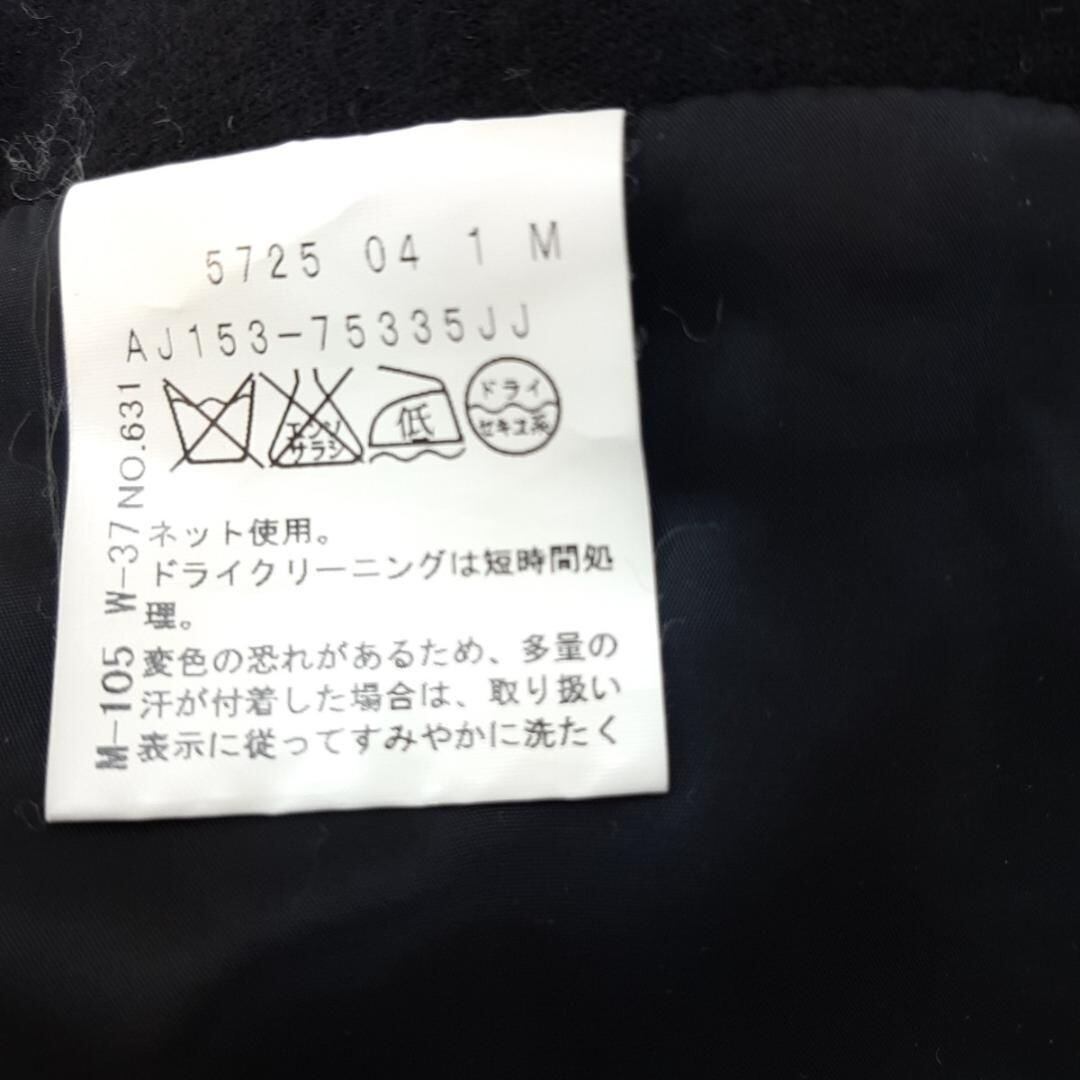 5725 04 1 M
AJ153-75335JJ
エンソ
サラシ
低
ドライ
セキユ系
ネット使用。
ドライクリーニングは短時間処
理。
変色の恐れがあるため、多量の
汗が付着した場合は、取り扱い
表示に従ってすみやかに洗たく
M-105 W-37 NO.631